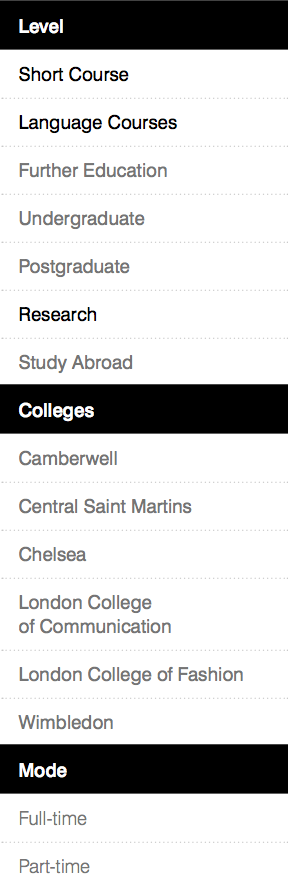 Level
Short Course
Language Courses
Further Education
Undergraduate
Postgraduate
Research
Study Abroad
Colleges
Camberwell
Central Saint Martins
Chelsea
London College
of Communication
London College of Fashion
Wimbledon
Mode
Full-time
Part-time